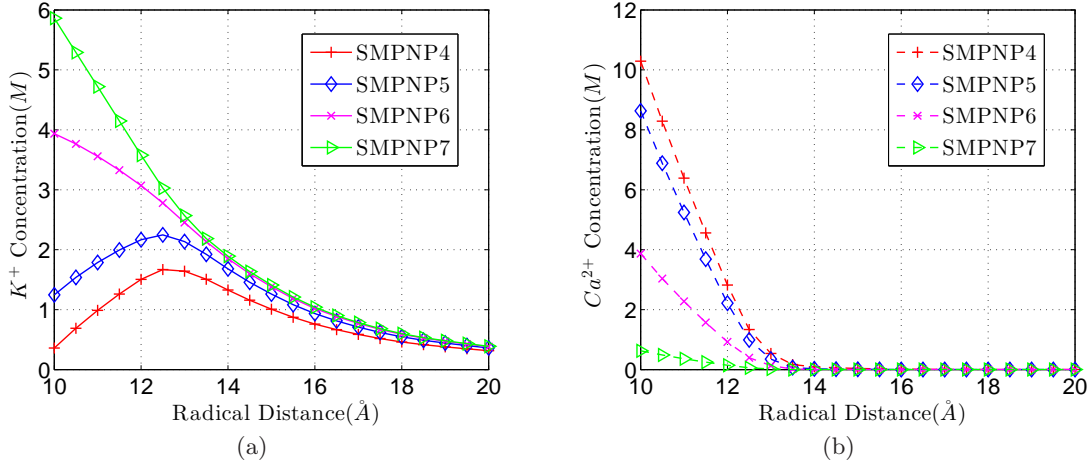 6
5
4
3
2
1
0
K⁺ Concentration(M)
SMPNP4
SMPNP5
SMPNP6
SMPNP7
10 12 14 16 18 20
Radical Distance(Å)
(a)
12
10
8
6
4
2
0
Ca²⁺ Concentration(M)
SMPNP4
SMPNP5
SMPNP6
SMPNP7
10 12 14 16 18 20
Radical Distance(Å)
(b)